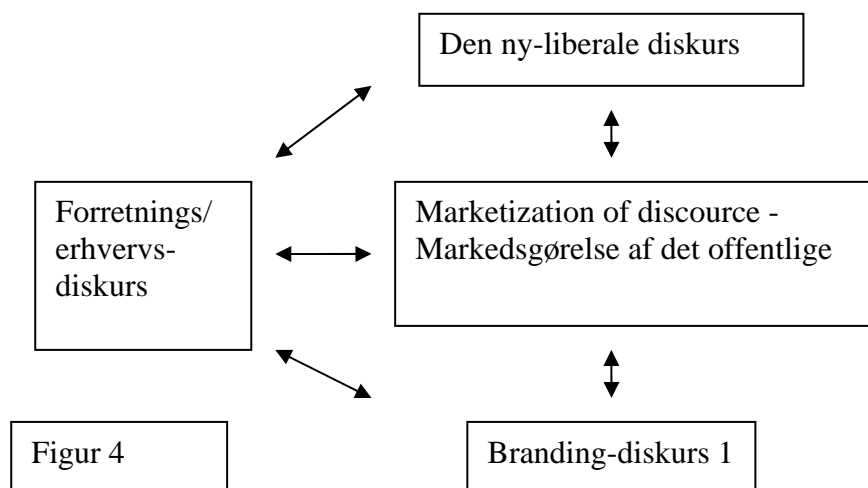 Den ny-liberale diskurs
Forretnings/
erhvervs-
diskurs
Marketization of discource -
Markedsgørelse af det offentlige
Figur 4
Branding-diskurs 1